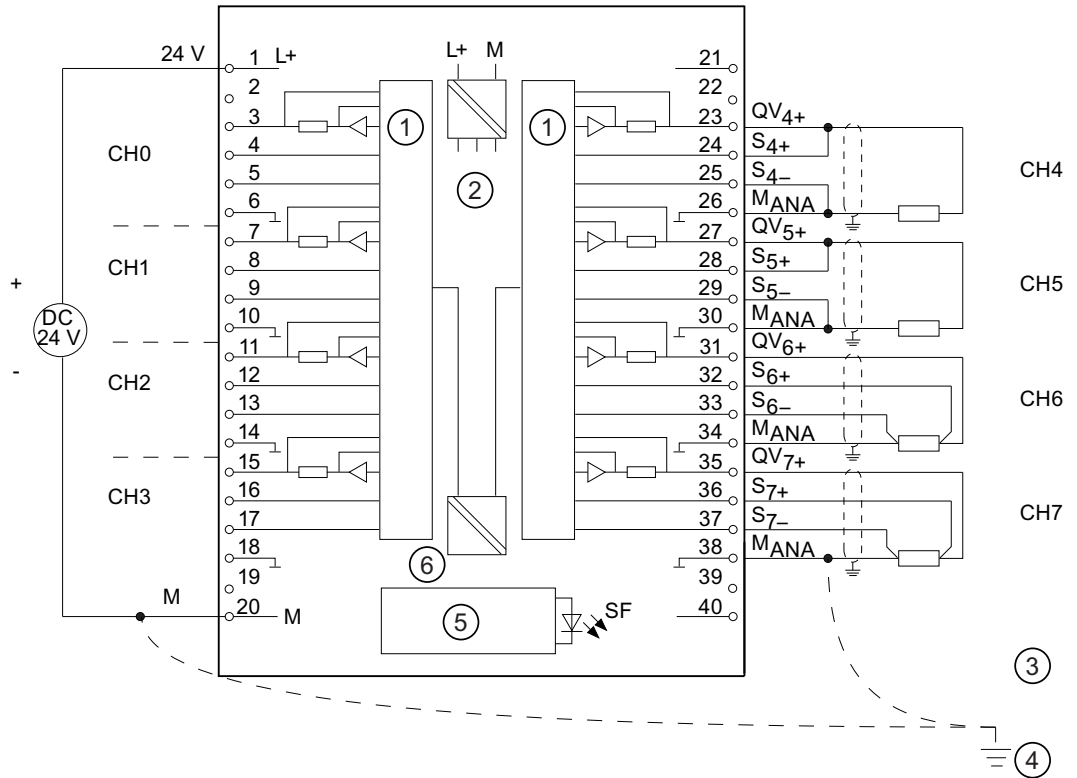 24 V 1 L+ L+ M 21
2 22
3 1 1 23 QV4+
4 24 S4+
CH0 CH4
5 2 25 S4–
6 26 MANA
7 27 QV5+
CH1 8 28 S5+
CH5
+ 9 29 S5–
10 30 MANA
DC
24 V
11 31 QV6+
- CH2 12 32 S6+
CH6
13 33 S6–
14 34 MANA
15 35 QV7+
CH3 16 36 S7+
CH7
17 37 S7–
18 6 38 MANA
19 39
M 20 M 5 SF 40
3
4